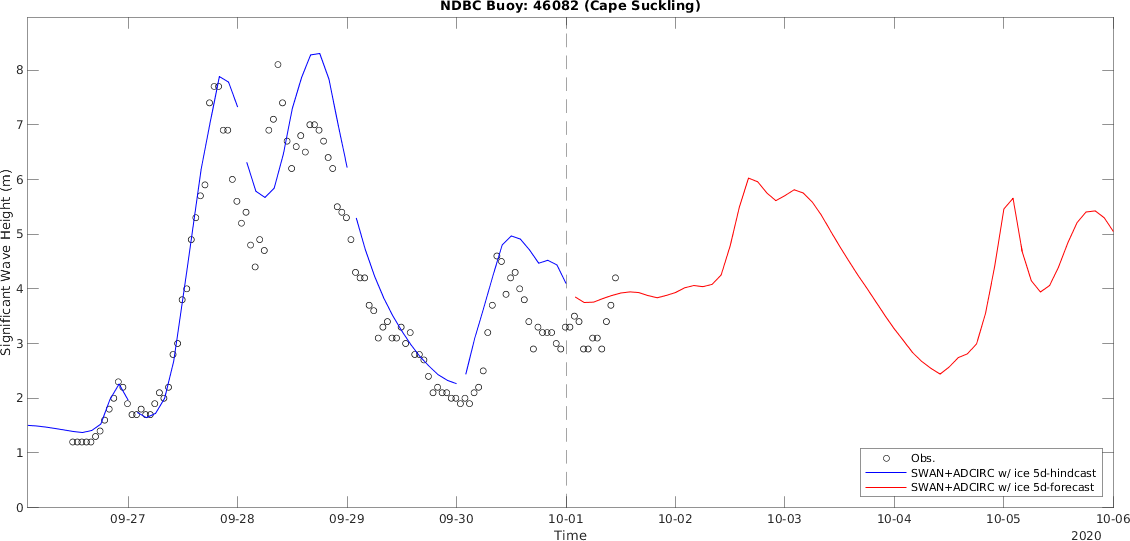 NDBC Buoy: 46082 (Cape Suckling)
8
7
6
5
4
3
2
1
0
Significant Wave Height (m)
09-27 09-28 09-29 09-30 10-01 10-02 10-03 10-04 10-05 10-06
Time
2020
Obs.
SWAN+ADCIRC w/ ice 5d-hindcast
SWAN+ADCIRC w/ ice 5d-forecast